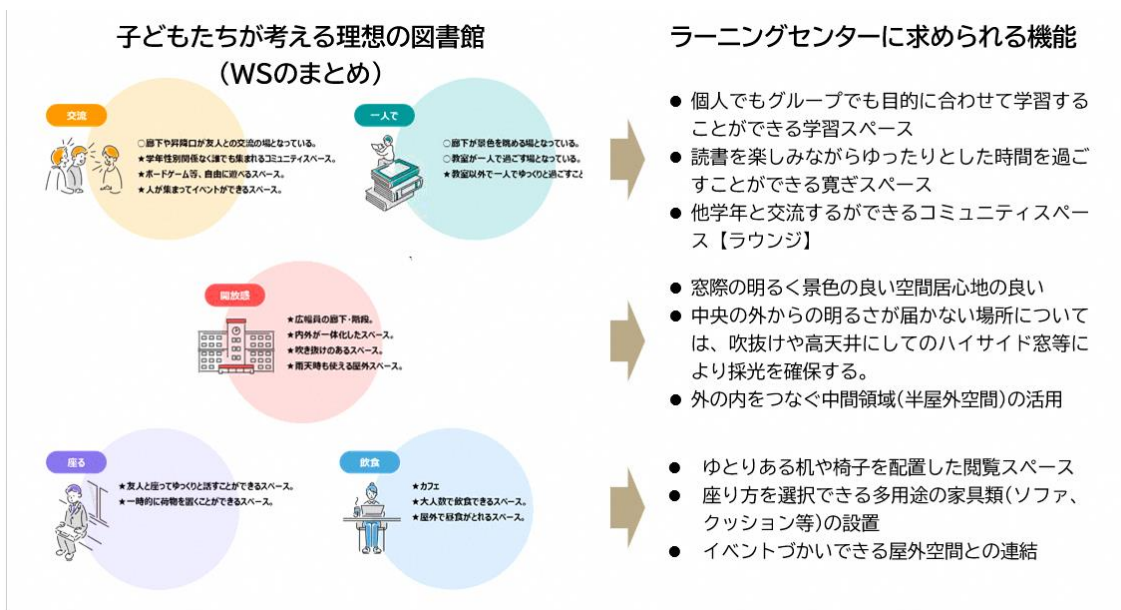 子どもたちが考える理想の図書館
（WSのまとめ）
交流
○廊下や昇降口が友人との交流の場となっている。
★学年性別関係なく誰でも集まれるコミュニティスペース。
★ボードゲーム等、自由に遊べるスペース。
★人が集まってイベントができるスペース。
一人で
○廊下が景色を眺める場となっている。
○教室が一人で過ごす場となっている。
★教室以外で一人でゆっくりと過ごすこと
開放感
★広幅員の廊下・階段。
★内外が一体化したスペース。
★吹き抜けのあるスペース。
★雨天時も使える屋外スペース。
座る
★友人と座ってゆっくりと話すことができるスペース。
★一時的に荷物を置くことができるスペース。
飲食
★カフェ
★大人数で飲食できるスペース。
★屋外で昼食がとれるスペース。
ラーニングセンターに求められる機能
● 個人でもグループでも目的に合わせて学習する
ことができる学習スペース
● 読書を楽しみながらゆったりとした時間を過ご
すことができる寛ぎスペース
● 他学年と交流するができるコミュニティスペー
ス【ラウンジ】
● 窓際の明るく景色の良い空間居心地の良い
● 中央の外からの明るさが届かない場所について
は、吹抜けや高天井にしてのハイサイド窓等に
より採光を確保する。
● 外の内をつなぐ中間領域(半屋外空間)の活用
● ゆとりある机や椅子を配置した閲覧スペース
● 座り方を選択できる多用途の家具類(ソファ、
クッション等)の設置
● イベントづかいできる屋外空間との連結